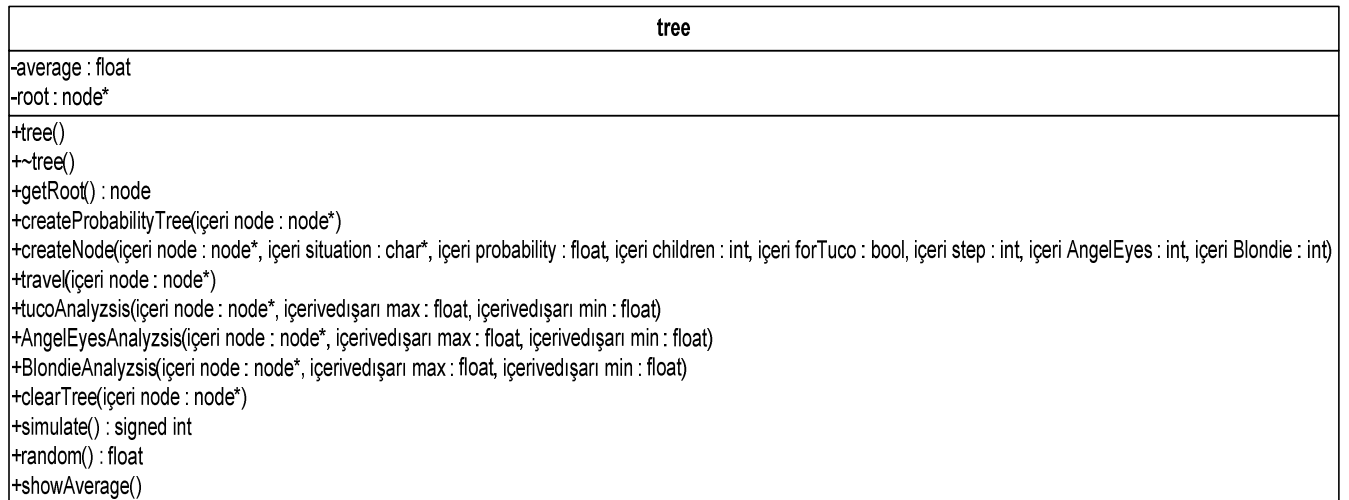 tree
-average : float
-root : node*
+tree()
+~tree()
+getRoot() : node
+createProbabilityTree(içeri node : node*)
+createNode(içeri node : node*, içeri situation : char*, içeri probability : float, içeri children : int, içeri forTuco : bool, içeri step : int, içeri AngelEyes : int, içeri Blondie : int)
+travel(içeri node : node*)
+tucoAnalyzsis(içeri node : node*, içerivedışarı max : float, içerivedışarı min : float)
+AngelEyesAnalyzsis(içeri node : node*, içerivedışarı max : float, içerivedışarı min : float)
+BlondieAnalyzsis(içeri node : node*, içerivedışarı max : float, içerivedışarı min : float)
+clearTree(içeri node : node*)
+simulate() : signed int
+random() : float
+showAverage()